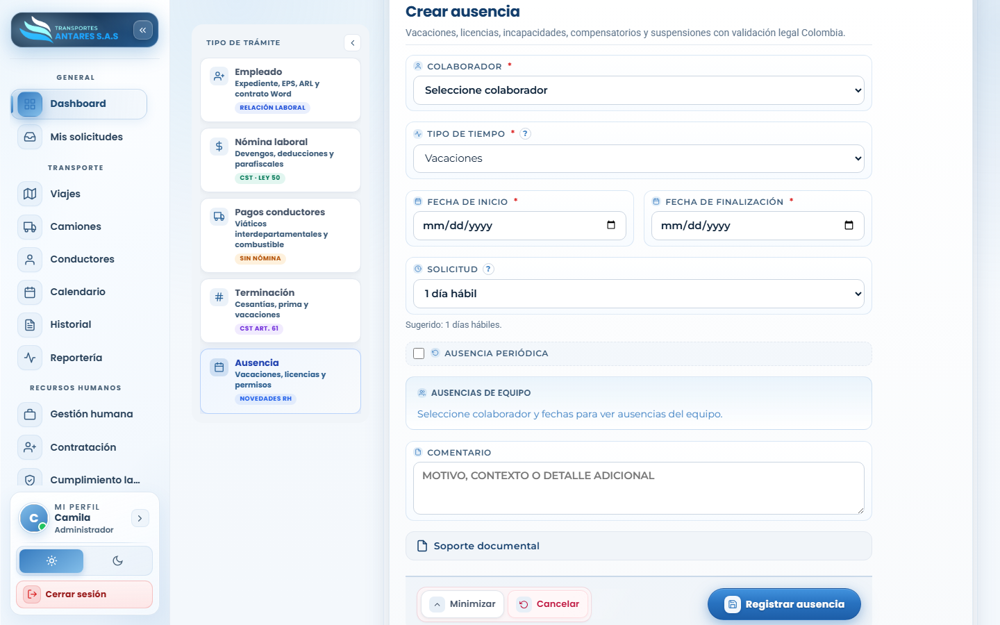 TRANSPORTES
ANTARES S.A.S
GENERAL
Dashboard
Mis solicitudes
TRANSPORTE
Viajes
Camiones
Conductores
Calendario
Historial
Reportería
RECURSOS HUMANOS
Gestión humana
Contratación
Cumplimiento la...
MI PERFIL
C
Camila
Administrador
Cerrar sesión
TIPO DE TRÁMITE
Empleado
Expediente, EPS, ARL y
contrato Word
RELACIÓN LABORAL
Nómina laboral
Devengos, deducciones y
parafiscales
CST · LEY 50
Pagos conductores
Viáticos
interdepartamentales y
combustible
SIN NÓMINA
Terminación
Cesantías, prima y
vacaciones
CST ART. 61
Ausencia
Vacaciones, licencias y
permisos
NOVEDADES RH
Crear ausencia
Vacaciones, licencias, incapacidades, compensatorios y suspensiones con validación legal Colombia.
COLABORADOR *
Seleccione colaborador
TIPO DE TIEMPO * ?
Vacaciones
FECHA DE INICIO *
mm/dd/yyyy
FECHA DE FINALIZACIÓN *
mm/dd/yyyy
SOLICITUD ?
1 día hábil
Sugerido: 1 días hábiles.
AUSENCIA PERIÓDICA
AUSENCIAS DE EQUIPO
Seleccione colaborador y fechas para ver ausencias del equipo.
COMENTARIO
MOTIVO, CONTEXTO O DETALLE ADICIONAL
Soporte documental
Minimizar
Cancelar
Registrar ausencia